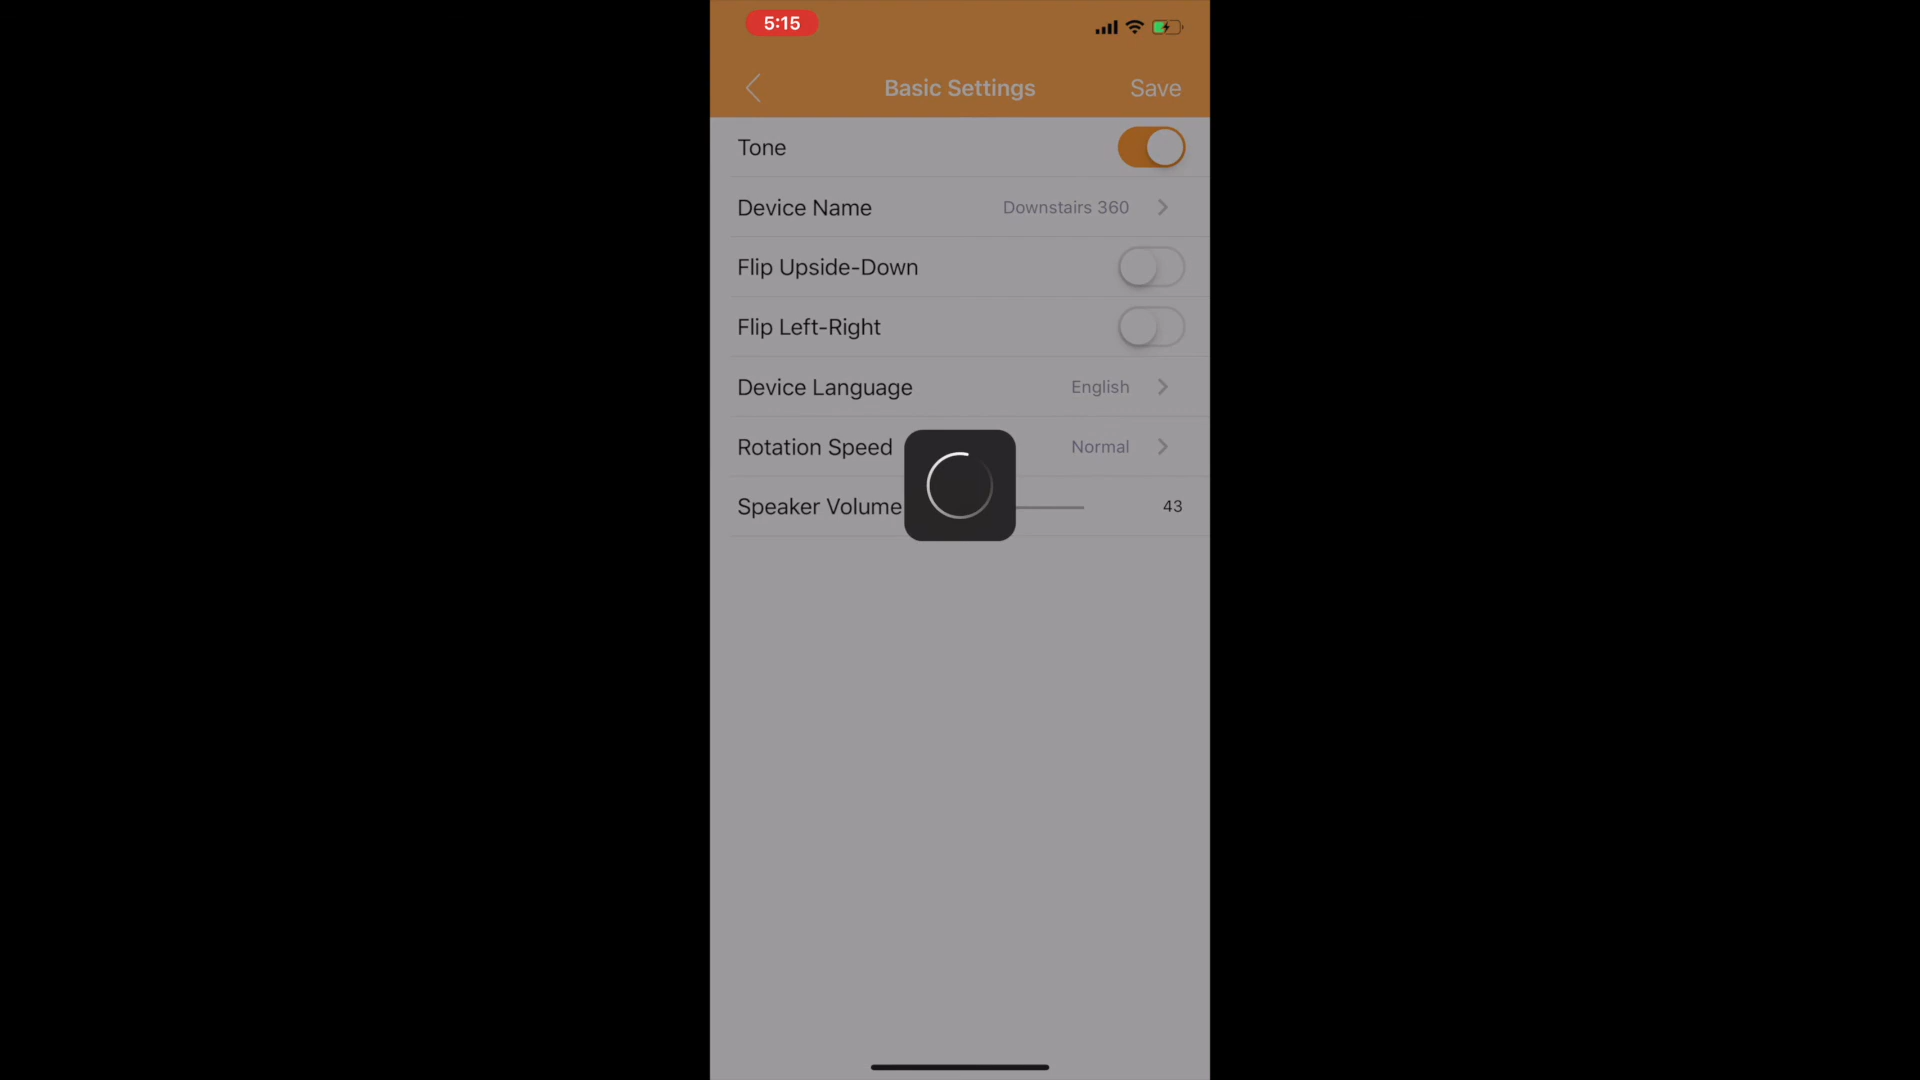 5:15
Basic Settings Save
Tone
Device Name Downstairs 360
Flip Upside-Down
Flip Left-Right
Device Language English
Rotation Speed Normal
Speaker Volume 43